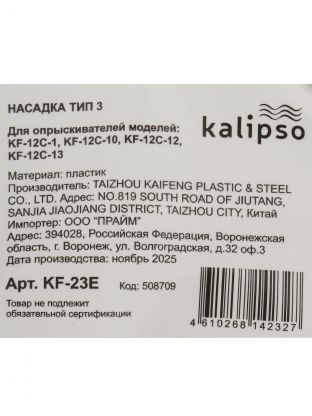 НАСАДКА ТИП 3
kalipso
Для опрыскивателей моделей:
KF-12C-1, KF-12C-10, KF-12C-12,
KF-12C-13
Материал: пластик
Производитель: TAIZHOU KAIFENG PLASTIC & STEEL
CO., LTD. Адрес: NO.819 SOUTH ROAD OF JIUTANG,
SANJIA JIAOJIANG DISTRICT, TAIZHOU CITY, Китай
Импортер: ООО "ПРАЙМ"
Адрес: 394028, Российская Федерация, Воронежская
область, г. Воронеж, ул. Волгоградская, д.32 оф.3
Дата производства: ноябрь 2025
Арт. KF-23E
Код: 508709
Товар не подлежит
обязательной сертификации
4 610268 142327